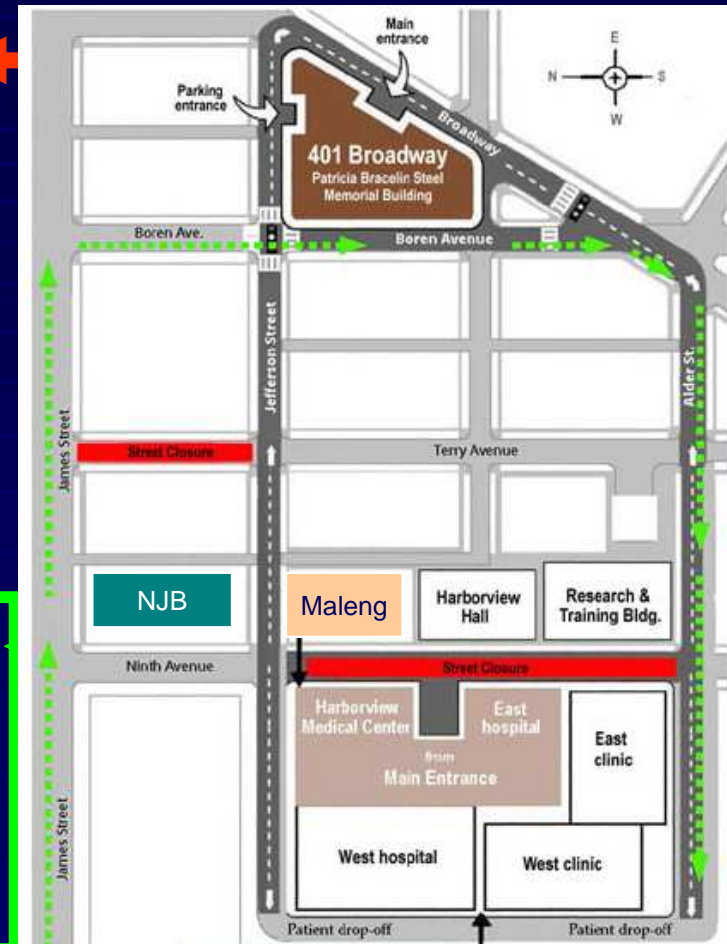 Main
entrance
E
N
S
W
Parking
entrance
Broadway
401 Broadway
Patricia Bracelin Steel
Memorial Building
Boren Ave.
Boren Avenue
Jefferson Street
Alder St.
James Street
Street Closure
Terry Avenue
NJB
Maleng
Harborview
Hall
Research &
Training Bldg.
Ninth Avenue
Street Closure
Harborview
Medical Center
East
hospital
from
Main Entrance
East
clinic
James Street
West hospital
West clinic
Patient drop-off
Patient drop-off